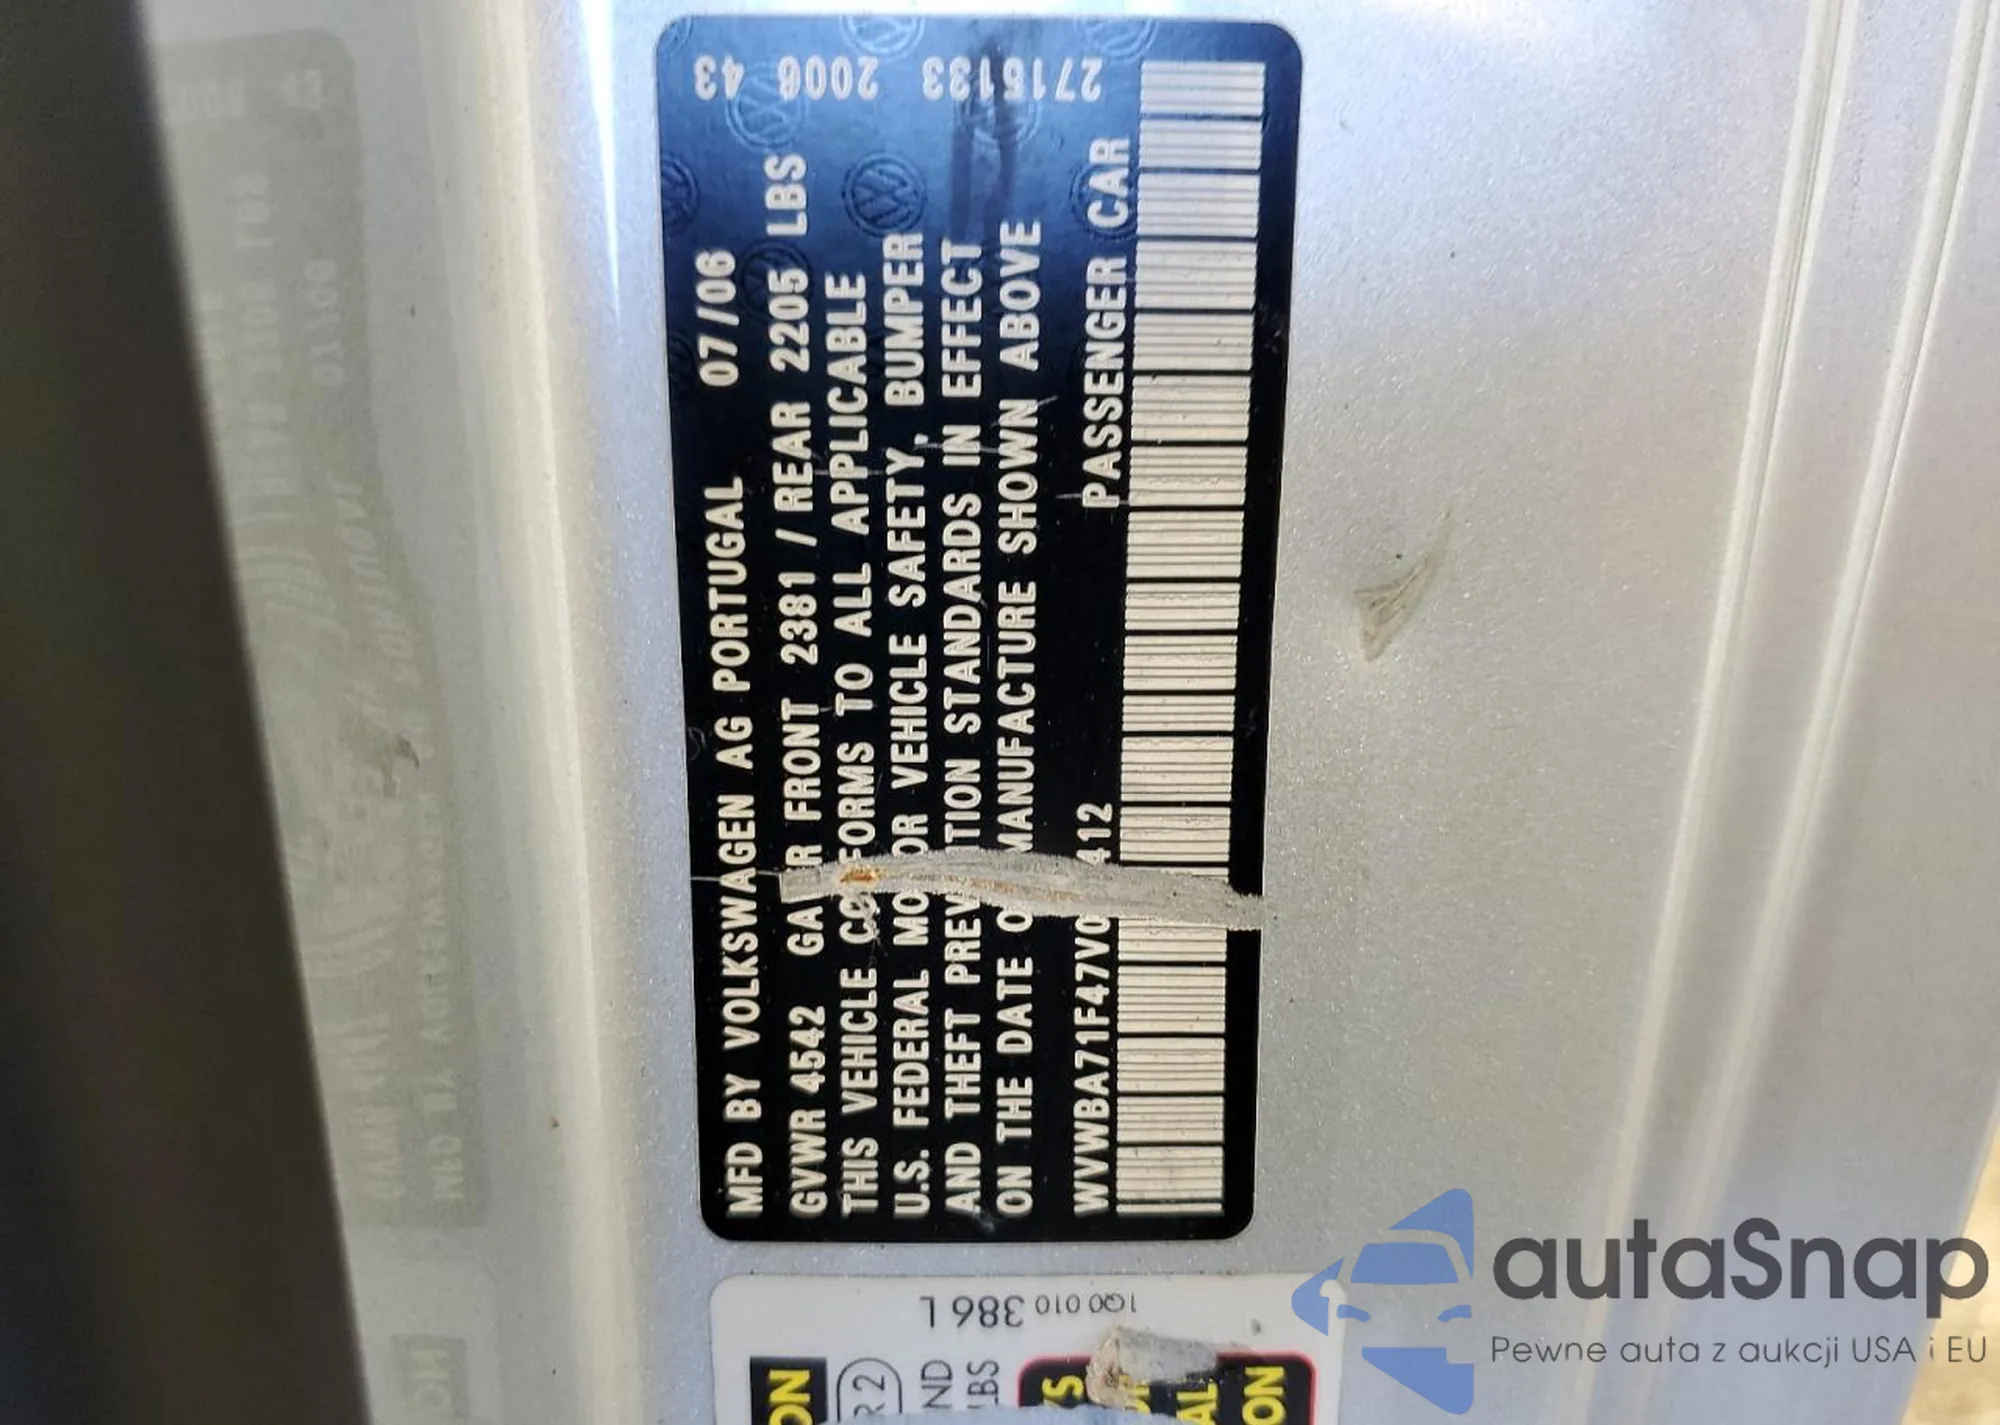 MFD BY VOLKSWAGEN AG PORTUGAL 07/06
GVWR 4542 GA R FRONT 2381 / REAR 2205 LBS
THIS VEHICLE CO FORMS TO ALL APPLICABLE
U.S. FEDERAL MO OR VEHICLE SAFETY, BUMPER
AND THEFT PREV TION STANDARDS IN EFFECT
ON THE DATE O MANUFACTURE SHOWN ABOVE
WVWBA71F47V0 412 PASSENGER CAR
2715133 2006 43
1Q0 010 386 L
autaSnap
Pewne auta z aukcji USA i EU